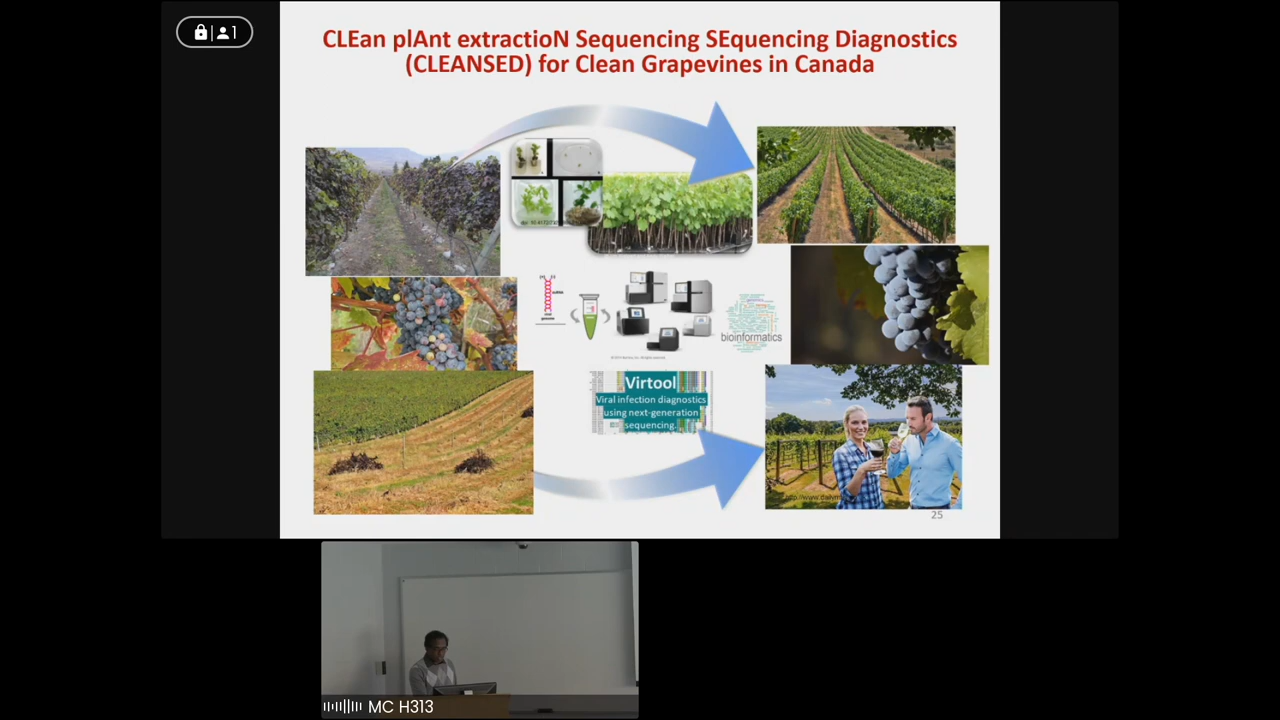 1
CLEan plAnt extractioN Sequencing SEquencing Diagnostics
(CLEANSED) for Clean Grapevines in Canada
bioinformatics
Virtool
Viral infection diagnostics
using next-generation
sequencing.
25
MC H313